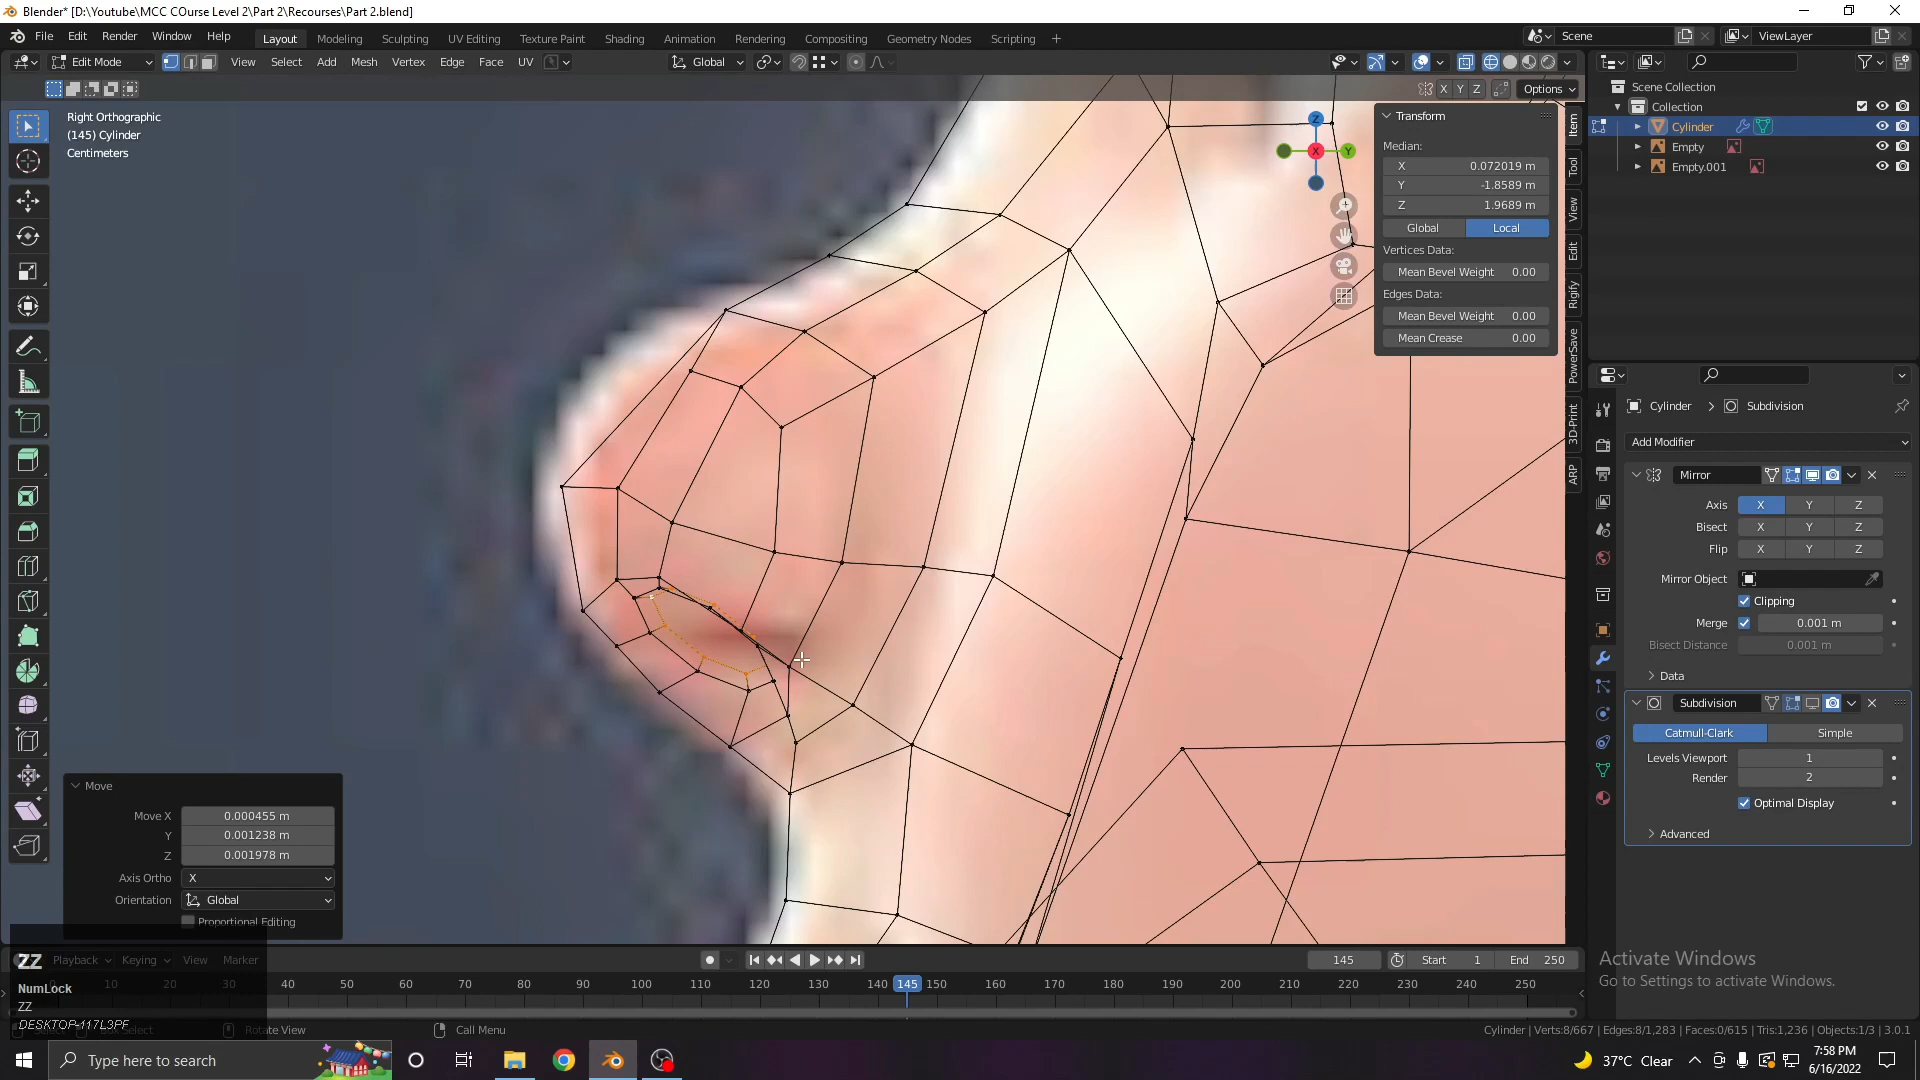 Blender* [D:\Youtube\MCC COurse Level 2\Part 2\Recourses\Part 2.blend]
File Edit Render Window Help Layout Modeling Sculpting UV Editing Texture Paint Shading Animation Rendering Compositing Geometry Nodes Scripting + Scene ViewLayer
Edit Mode View Select Add Mesh Vertex Edge Face UV Global
X Y Z Options
Right Orthographic
(145) Cylinder
Centimeters
Scene Collection
Collection
Cylinder
Empty
Empty.001
Z
X
Y
Transform
Median:
X 0.072019 m
Y -1.8589 m
Z 1.9689 m
Global Local
Vertices Data:
Mean Bevel Weight 0.00
Edges Data:
Mean Bevel Weight 0.00
Mean Crease 0.00
Item
Tool
View
Edit
Rigify
PowerSave
3D-Print
ARP
Cylinder > Subdivision
Add Modifier
Mirror
Axis X Y Z
Bisect X Y Z
Flip X Y Z
Mirror Object
Clipping
Merge 0.001 m
Bisect Distance 0.001 m
Data
Subdivision
Catmull-Clark Simple
Levels Viewport 1
Render 2
Optimal Display
Advanced
Move
Move X 0.000455 m
Y 0.001238 m
Z 0.001978 m
Axis Ortho X
Orientation Global
Proportional Editing
ZZ
NumLock
ZZ
DESKTOP-117L3PF
Playback Keying View Marker 145 Start 1 End 250
10 20 30 40 50 60 70 80 90 100 110 120 130 140 145 150 160 170 180 190 200 210 220 230 240 250
Activate Windows
Go to Settings to activate Windows.
Rotate View Call Menu
Cylinder | Verts:8/667 | Edges:8/1,283 | Faces:0/615 | Tris:1,236 | Objects:1/3 | 3.0.1
Type here to search
37°C Clear
7:58 PM
6/16/2022